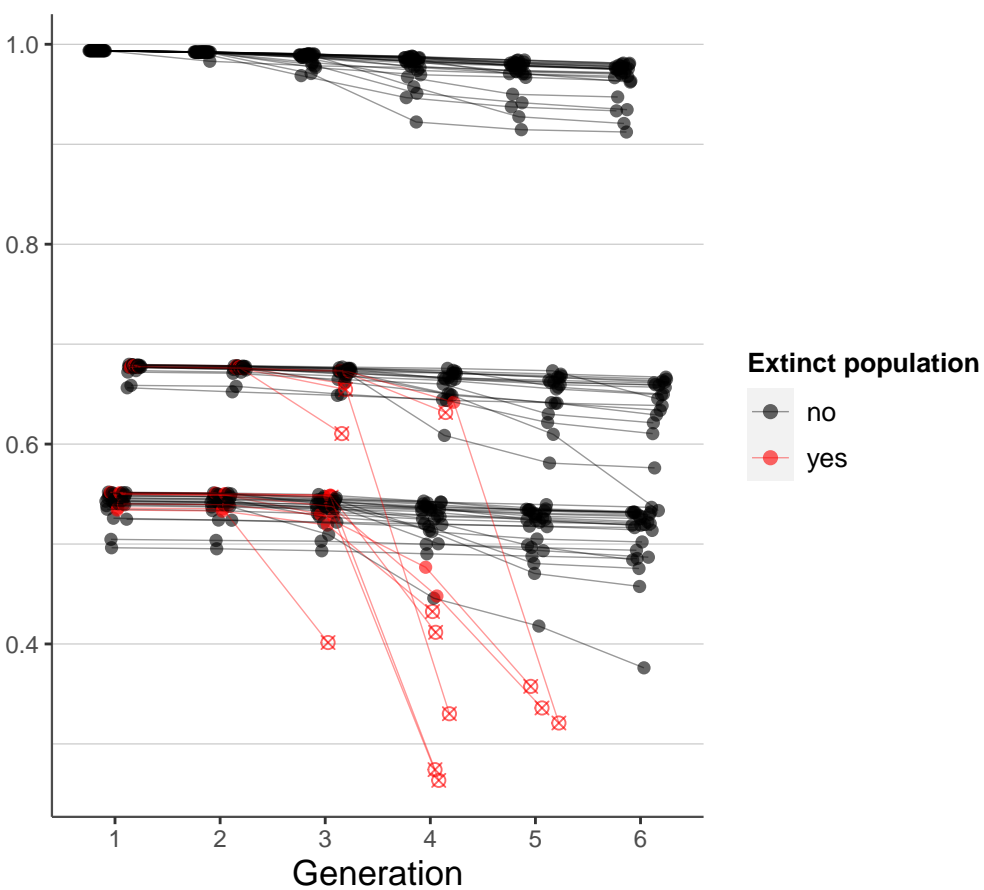 1.0
0.8
0.6
0.4
1 2 3 4 5 6
Generation
Extinct population
no
yes